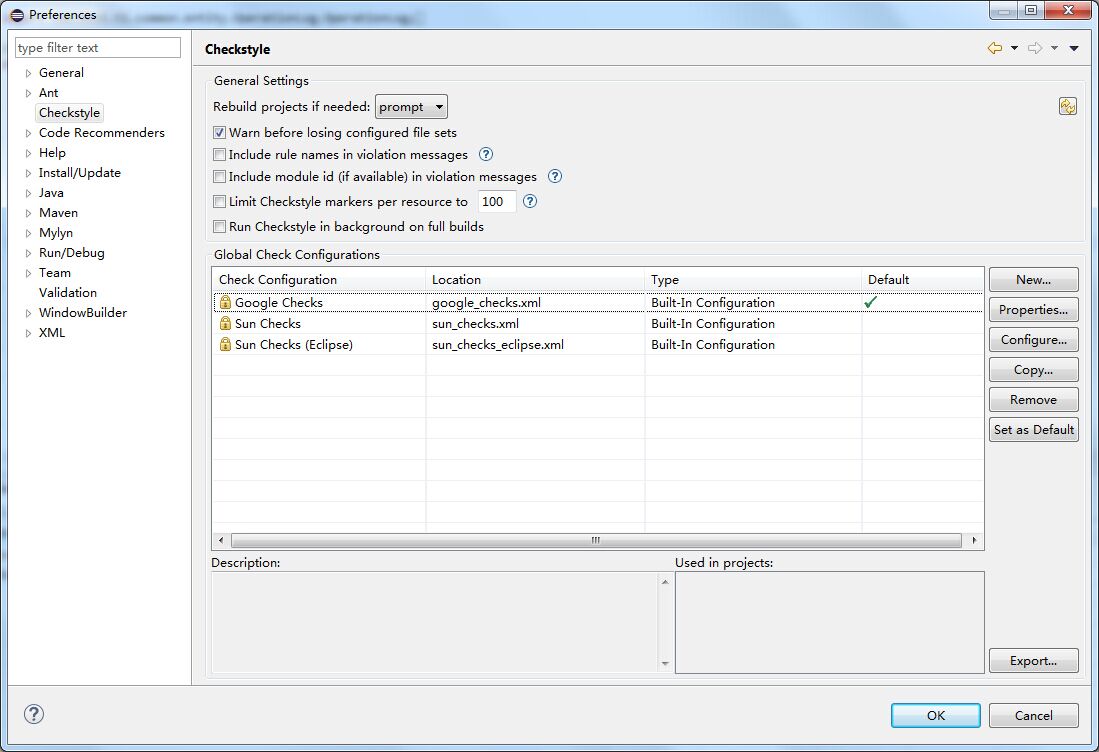 Preferences
type filter text
General
Ant
Checkstyle
Code Recommenders
Help
Install/Update
Java
Maven
Mylyn
Run/Debug
Team
Validation
WindowBuilder
XML
Checkstyle
General Settings
Rebuild projects if needed: prompt
Warn before losing configured file sets
Include rule names in violation messages
Include module id (if available) in violation messages
Limit Checkstyle markers per resource to 100
Run Checkstyle in background on full builds
Global Check Configurations
Check Configuration Location Type Default
Google Checks google_checks.xml Built-In Configuration
Sun Checks sun_checks.xml Built-In Configuration
Sun Checks (Eclipse) sun_checks_eclipse.xml Built-In Configuration
New...
Properties...
Configure...
Copy...
Remove
Set as Default
Description: Used in projects:
Export...
OK Cancel